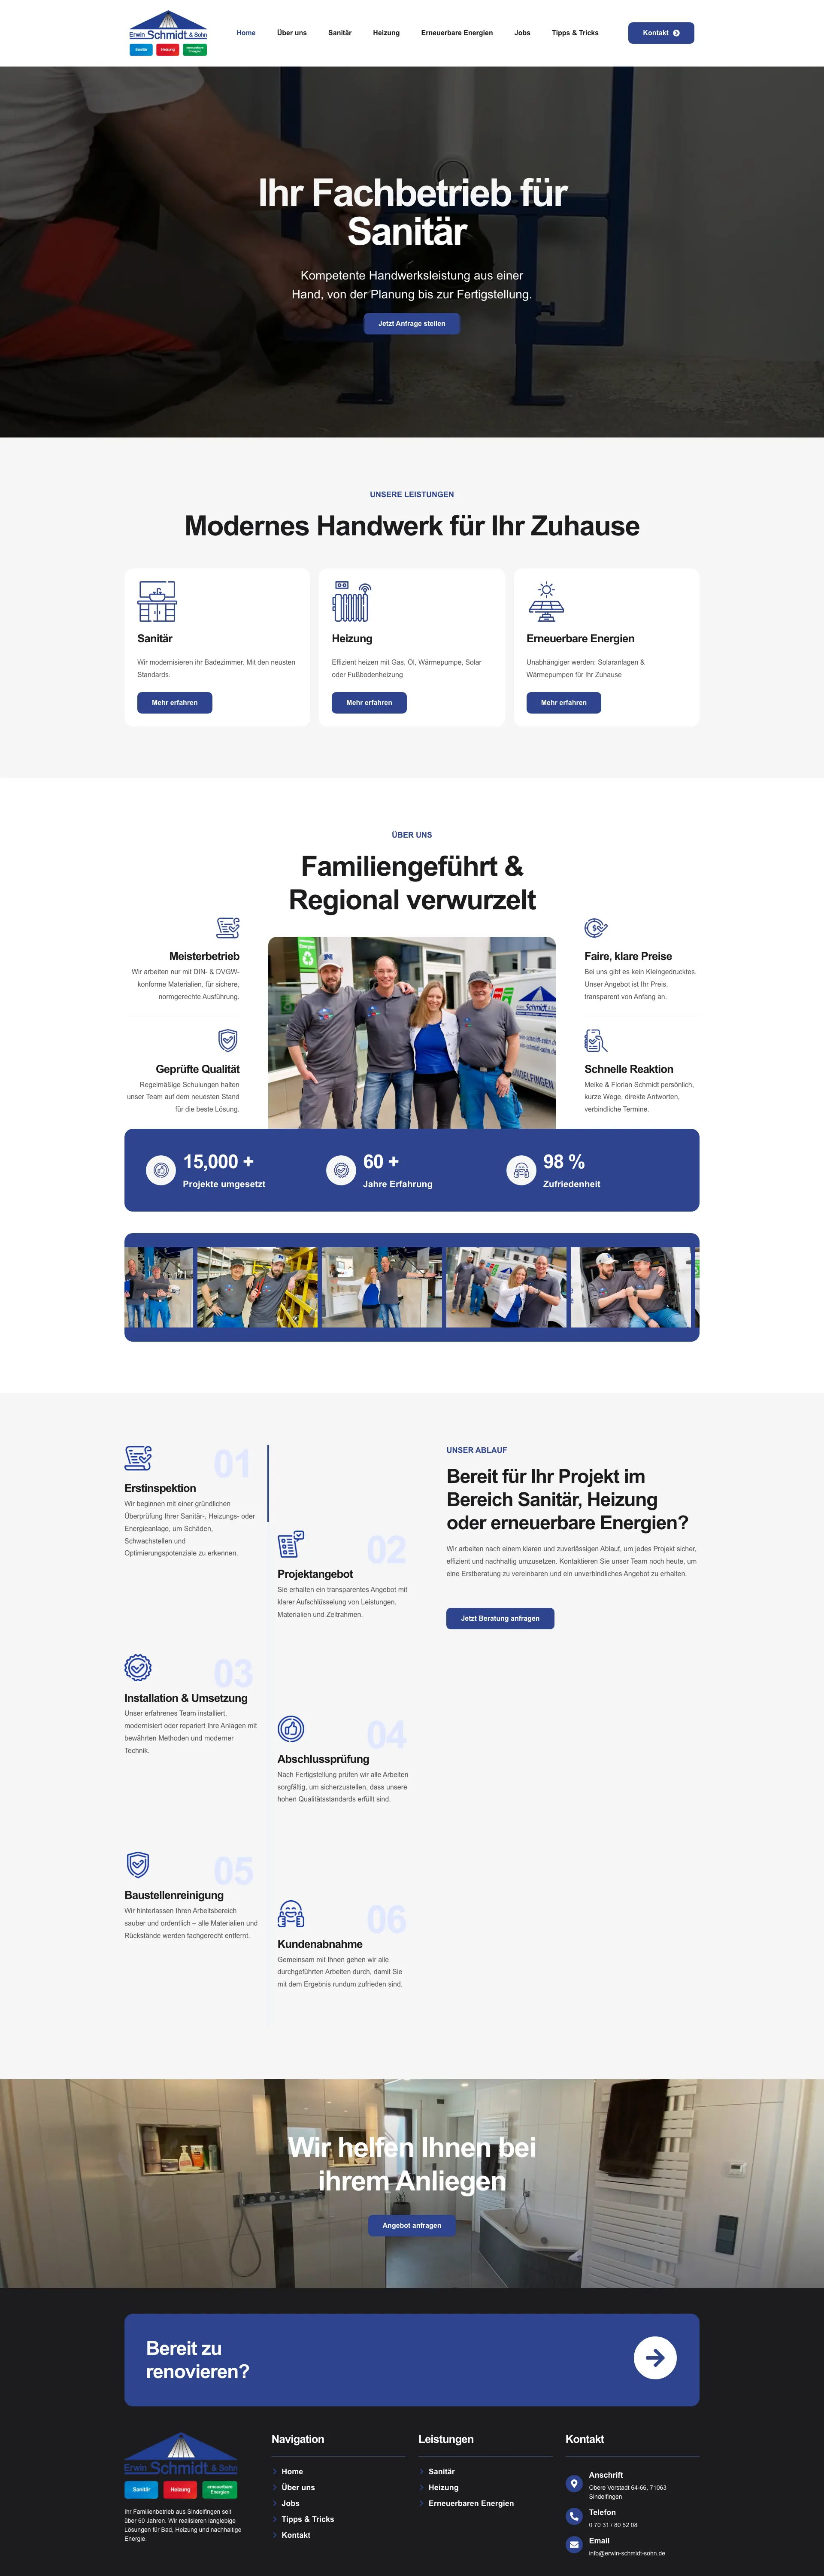 Erwin Schmidt & Sohn
Sanitär
Heizung
erneuerbare
Energien
Home
Über uns
Sanitär
Heizung
Erneuerbare Energien
Jobs
Tipps & Tricks
Kontakt
Ihr Fachbetrieb für
Sanitär
Kompetente Handwerksleistung aus einer
Hand, von der Planung bis zur Fertigstellung.
Jetzt Anfrage stellen
UNSERE LEISTUNGEN
Modernes Handwerk für Ihr Zuhause
Sanitär
Wir modernisieren ihr Badezimmer. Mit den neusten
Standards.
Mehr erfahren
Heizung
Effizient heizen mit Gas, Öl, Wärmepumpe, Solar
oder Fußbodenheizung
Mehr erfahren
Erneuerbare Energien
Unabhängiger werden: Solaranlagen &
Wärmepumpen für Ihr Zuhause
Mehr erfahren
ÜBER UNS
Familiengeführt &
Regional verwurzelt
Meisterbetrieb
Wir arbeiten nur mit DIN- & DVGW-
konforme Materialien, für sichere,
normgerechte Ausführung.
Geprüfte Qualität
Regelmäßige Schulungen halten
unser Team auf dem neuesten Stand
für die beste Lösung.
Faire, klare Preise
Bei uns gibt es kein Kleingedrucktes.
Unser Angebot ist Ihr Preis,
transparent von Anfang an.
Schnelle Reaktion
Meike & Florian Schmidt persönlich,
kurze Wege, direkte Antworten,
verbindliche Termine.
15,000 +
Projekte umgesetzt
60 +
Jahre Erfahrung
98 %
Zufriedenheit
01
Erstinspektion
Wir beginnen mit einer gründlichen
Überprüfung Ihrer Sanitär-, Heizungs- oder
Energieanlage, um Schäden,
Schwachstellen und
Optimierungspotenziale zu erkennen.
02
Projektangebot
Sie erhalten ein transparentes Angebot mit
klarer Aufschlüsselung von Leistungen,
Materialien und Zeitrahmen.
03
Installation & Umsetzung
Unser erfahrenes Team installiert,
modernisiert oder repariert Ihre Anlagen mit
bewährten Methoden und moderner
Technik.
04
Abschlussprüfung
Nach Fertigstellung prüfen wir alle Arbeiten
sorgfältig, um sicherzustellen, dass unsere
hohen Qualitätsstandards erfüllt sind.
05
Baustellenreinigung
Wir hinterlassen Ihren Arbeitsbereich
sauber und ordentlich – alle Materialien und
Rückstände werden fachgerecht entfernt.
06
Kundenabnahme
Gemeinsam mit Ihnen gehen wir alle
durchgeführten Arbeiten durch, damit Sie
mit dem Ergebnis rundum zufrieden sind.
UNSER ABLAUF
Bereit für Ihr Projekt im
Bereich Sanitär, Heizung
oder erneuerbare Energien?
Wir arbeiten nach einem klaren und zuverlässigen Ablauf, um jedes Projekt sicher,
effizient und nachhaltig umzusetzen. Kontaktieren Sie unser Team noch heute, um
eine Erstberatung zu vereinbaren und ein unverbindliches Angebot zu erhalten.
Jetzt Beratung anfragen
Wir helfen Ihnen bei
ihrem Anliegen
Angebot anfragen
Bereit zu
renovieren?
Erwin Schmidt & Sohn
Sanitär
Heizung
erneuerbare
Energien
Ihr Familienbetrieb aus Sindelfingen seit
über 60 Jahren. Wir realisieren langlebige
Lösungen für Bad, Heizung und nachhaltige
Energie.
Navigation
Home
Über uns
Jobs
Tipps & Tricks
Kontakt
Leistungen
Sanitär
Heizung
Erneuerbaren Energien
Kontakt
Anschrift
Obere Vorstadt 64-66, 71063
Sindelfingen
Telefon
0 70 31 / 80 52 08
Email
info@erwin-schmidt-sohn.de